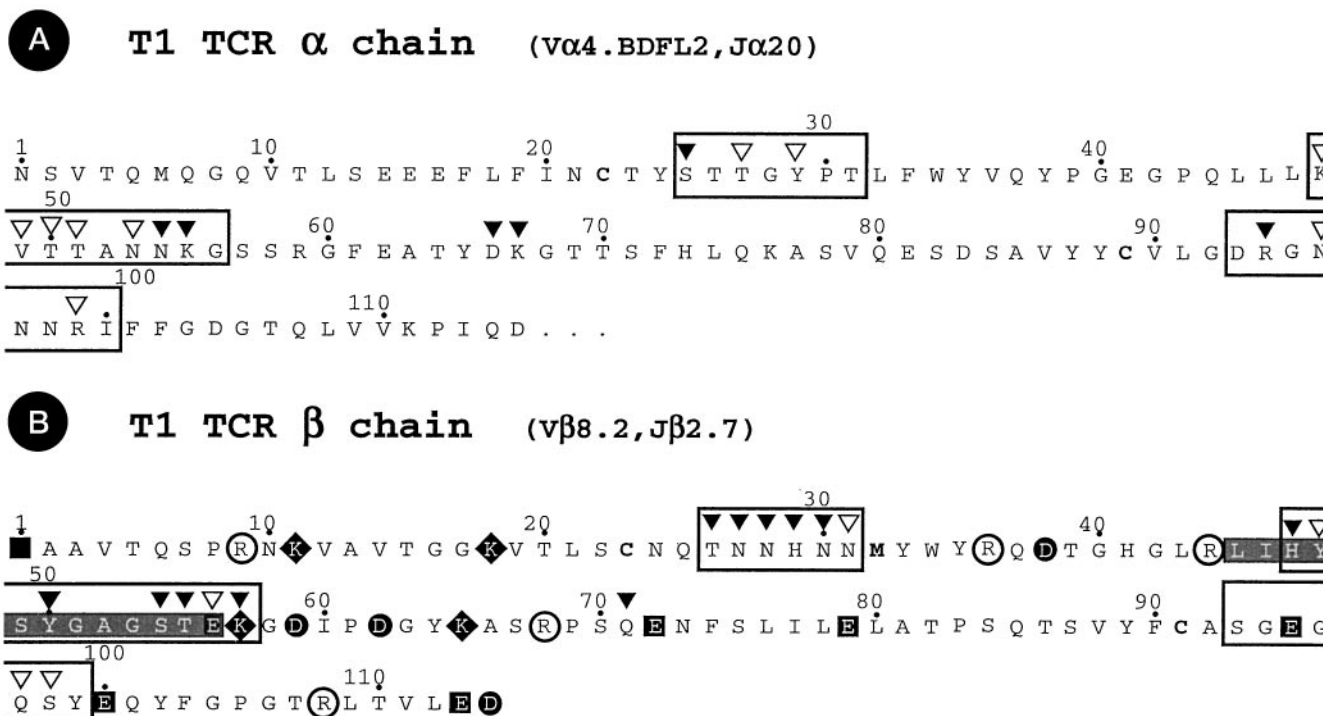 A T1 TCR α chain (Vα4.BDFL2,Jα20)
1 10 20 30 40
N S V T Q M Q G Q V T L S E E E F L F I N C T Y S T T G Y P T L F W Y V Q Y P G E G P Q L L L K
50 60 70 80 90
V T T A N N K G S S R G F E A T Y D K G T T S F H L Q K A S V Q E S D S A V Y Y C V L G D R G N
100 110
N N R I F F G D G T Q L V V K P I Q D . . .
B T1 TCR β chain (Vβ8.2,Jβ2.7)
1 10 20 30 40
A A V T Q S P R N K V A V T G G K V T L S C N Q T N N H N N M Y W Y R Q D T G H G L R L I H Y
50 60 70 80 90
S Y G A G S T E K G D I P D G Y K A S R P S Q E N F S L I L E L A T P S Q T S V Y F C A S G E G
100 110
Q S Y E Q Y F G P G T R L T V L E D